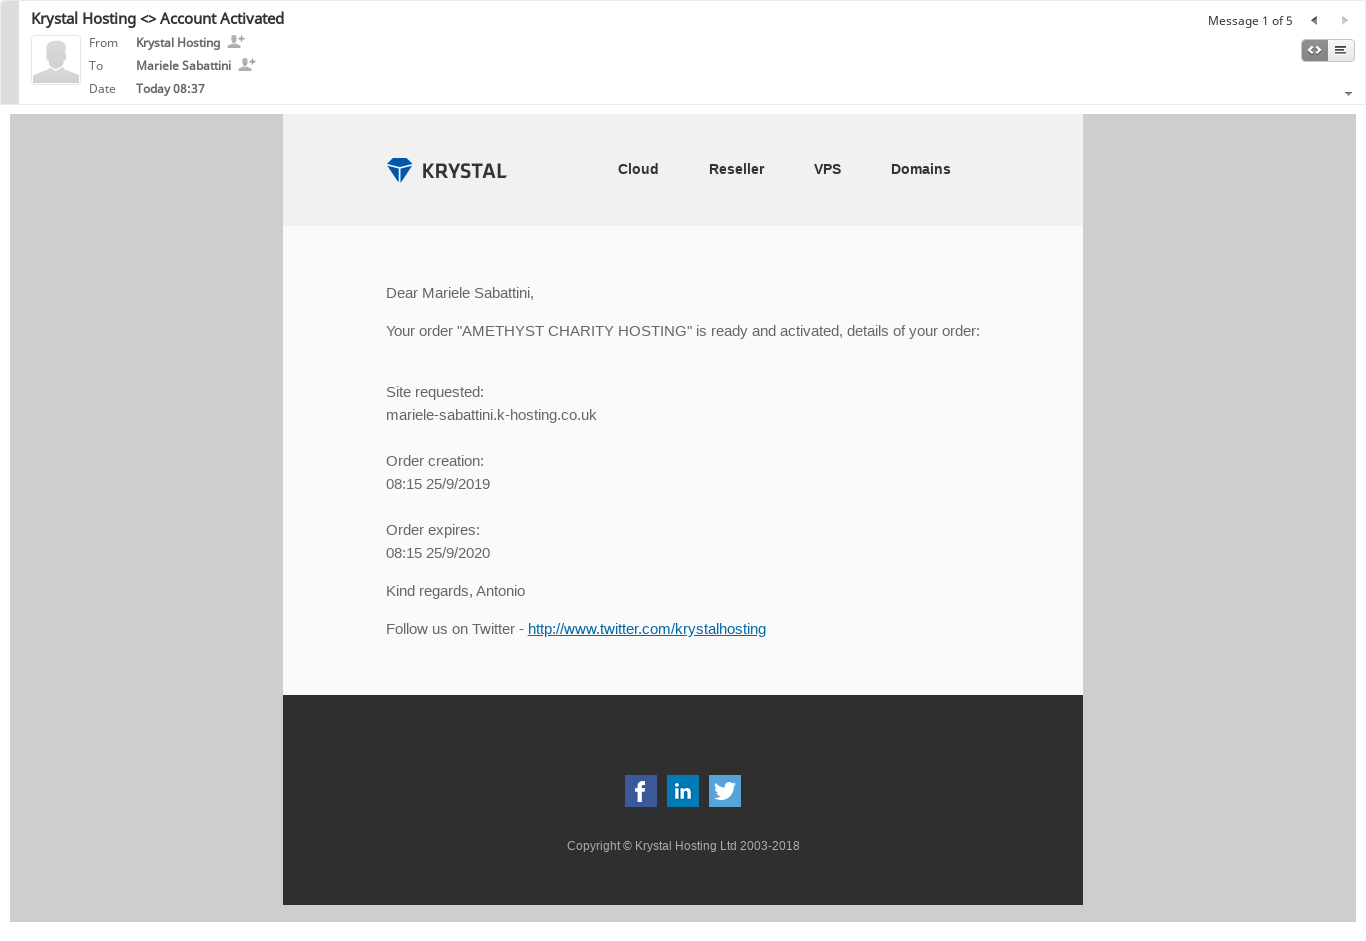 Krystal Hosting <> Account Activated
Message 1 of 5
From Krystal Hosting
To Mariele Sabattini
Date Today 08:37
KRYSTAL Cloud Reseller VPS Domains
Dear Mariele Sabattini,
Your order "AMETHYST CHARITY HOSTING" is ready and activated, details of your order:
Site requested:
mariele-sabattini.k-hosting.co.uk
Order creation:
08:15 25/9/2019
Order expires:
08:15 25/9/2020
Kind regards, Antonio
Follow us on Twitter - http://www.twitter.com/krystalhosting
f in
Copyright © Krystal Hosting Ltd 2003-2018